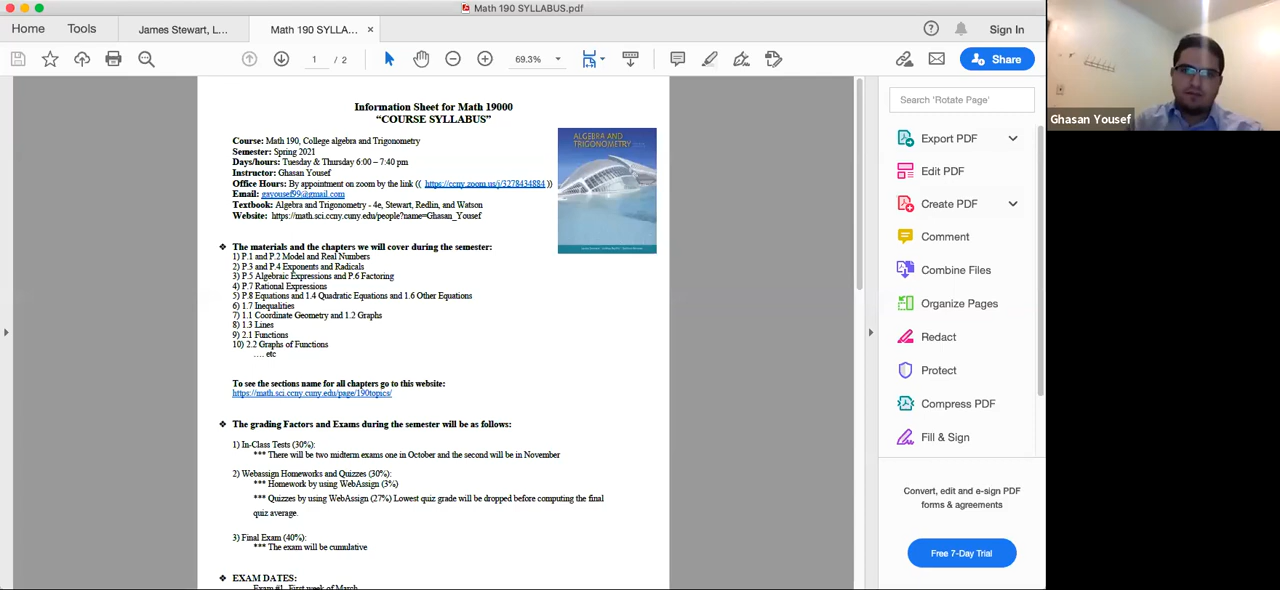 Math 190 SYLLABUS.pdf
Home
Tools
James Stewart, L...
Math 190 SYLLA...
×
Sign In
1 / 2
69.3%
Share
Information Sheet for Math 19000
“COURSE SYLLABUS”
Course: Math 190, College algebra and Trigonometry
Semester: Spring 2021
Days/hours: Tuesday & Thursday 6:00 – 7:40 pm
Instructor: Ghasan Yousef
Office Hours: By appointment on zoom by the link (( https://ccny.zoom.us/j/3278434884 ))
Email: gayousef99@gmail.com
Textbook: Algebra and Trigonometry - 4e, Stewart, Redlin, and Watson
Website: https://math.sci.ccny.cuny.edu/people?name=Ghasan_Yousef
ALGEBRA AND
TRIGONOMETRY
❖ The materials and the chapters we will cover during the semester:
1) P.1 and P.2 Model and Real Numbers
2) P.3 and P.4 Exponents and Radicals
3) P.5 Algebraic Expressions and P.6 Factoring
4) P.7 Rational Expressions
5) P.8 Equations and 1.4 Quadratic Equations and 1.6 Other Equations
6) 1.7 Inequalities
7) 1.1 Coordinate Geometry and 1.2 Graphs
8) 1.3 Lines
9) 2.1 Functions
10) 2.2 Graphs of Functions
.... etc
To see the sections name for all chapters go to this website:
https://math.sci.ccny.cuny.edu/page/190topics/
❖ The grading Factors and Exams during the semester will be as follows:
1) In-Class Tests (30%):
*** There will be two midterm exams one in October and the second will be in November
2) Webassign Homeworks and Quizzes (30%):
*** Homework by using WebAssign (3%)
*** Quizzes by using WebAssign (27%) Lowest quiz grade will be dropped before computing the final
quiz average.
3) Final Exam (40%):
*** The exam will be cumulative
❖ EXAM DATES:
Exam #1 First week of March
Search 'Rotate Page'
Export PDF
Edit PDF
Create PDF
Comment
Combine Files
Organize Pages
Redact
Protect
Compress PDF
Fill & Sign
Convert, edit and e-sign PDF
forms & agreements
Free 7-Day Trial
Ghasan Yousef